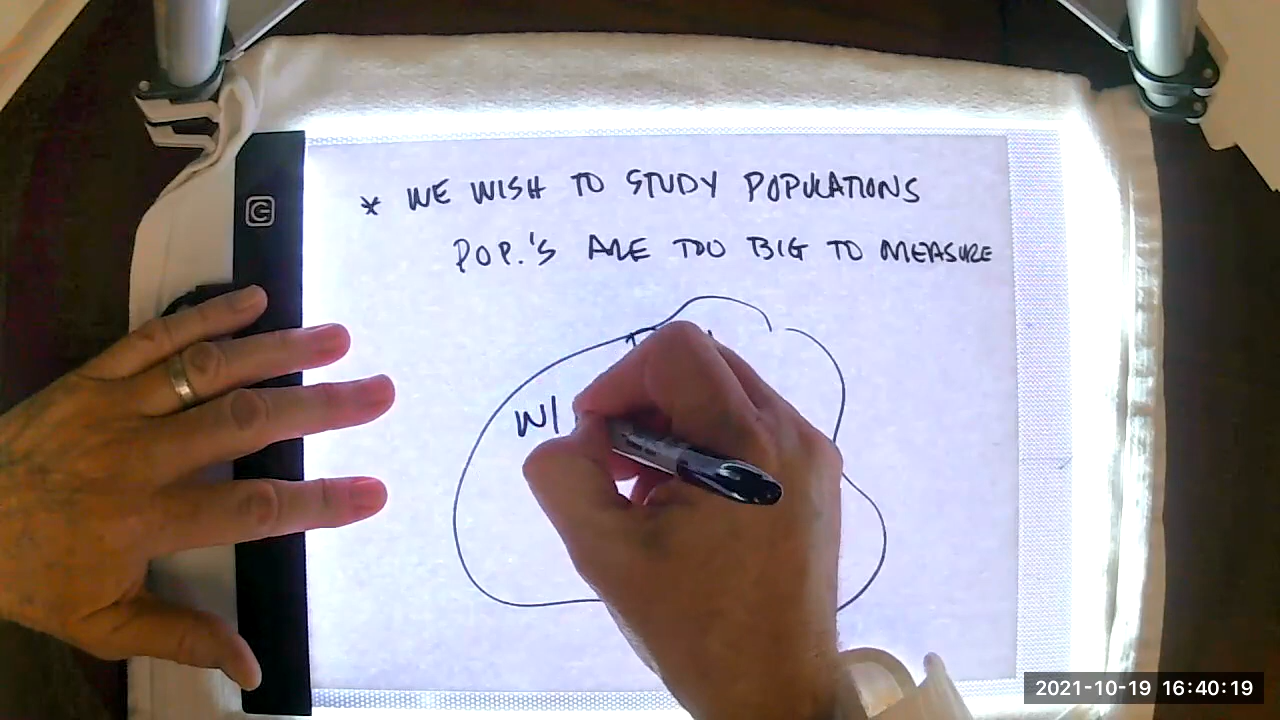 * WE WISH TO STUDY POPULATIONS
POP.'S ARE TOO BIG TO MEASURE
W/
2021-10-19 16:40:19